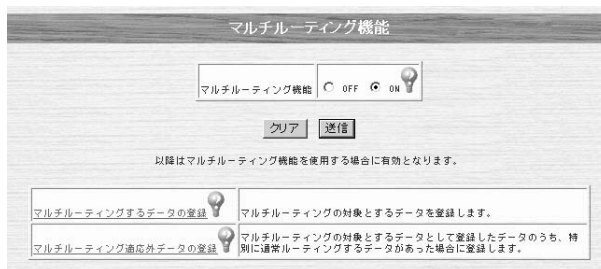 マルチルーティング機能
マルチルーティング機能 OFF ON
クリア 送信
以降はマルチルーティング機能を使用する場合に有効となります。
マルチルーティングするデータの登録 マルチルーティングの対象とするデータを登録します。
マルチルーティング適応外データの登録 マルチルーティングの対象とするデータとして登録したデータのうち、特
別に通常ルーティングするデータがあった場合に登録します。